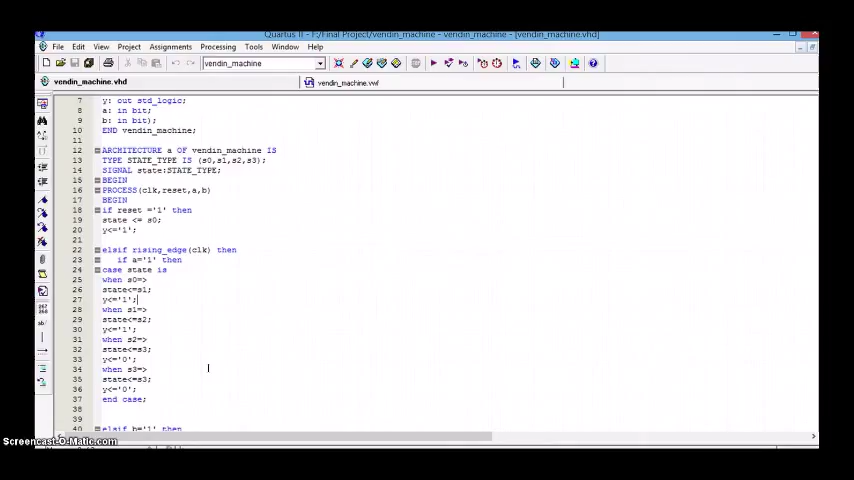 Quartus II - F:/Final Project/vendin_machine - vendin_machine - [vendin_machine.vhd]
File Edit View Project Assignments Processing Tools Window Help
vendin_machine
vendin_machine.vhd vendin_machine.vwf
7 y: out std_logic;
8 a: in bit;
9 b: in bit);
10 END vendin_machine;
11
12 ARCHITECTURE a OF vendin_machine IS
13 TYPE STATE_TYPE IS (s0,s1,s2,s3);
14 SIGNAL state:STATE_TYPE;
15 BEGIN
16 PROCESS(clk,reset,a,b)
17 BEGIN
18 if reset ='1' then
19 state <= s0;
20 y<='1';
21
22 elsif rising_edge(clk) then
23 if a='1' then
24 case state is
25 when s0=>
26 state<=s1;
27 y<='1';
28 when s1=>
29 state<=s2;
30 y<='1';
31 when s2=>
32 state<=s3;
33 y<='0';
34 when s3=>
35 state<=s3;
36 y<='0';
37 end case;
38
39
40 elsif b='1' then
Screencast-O-Matic.com